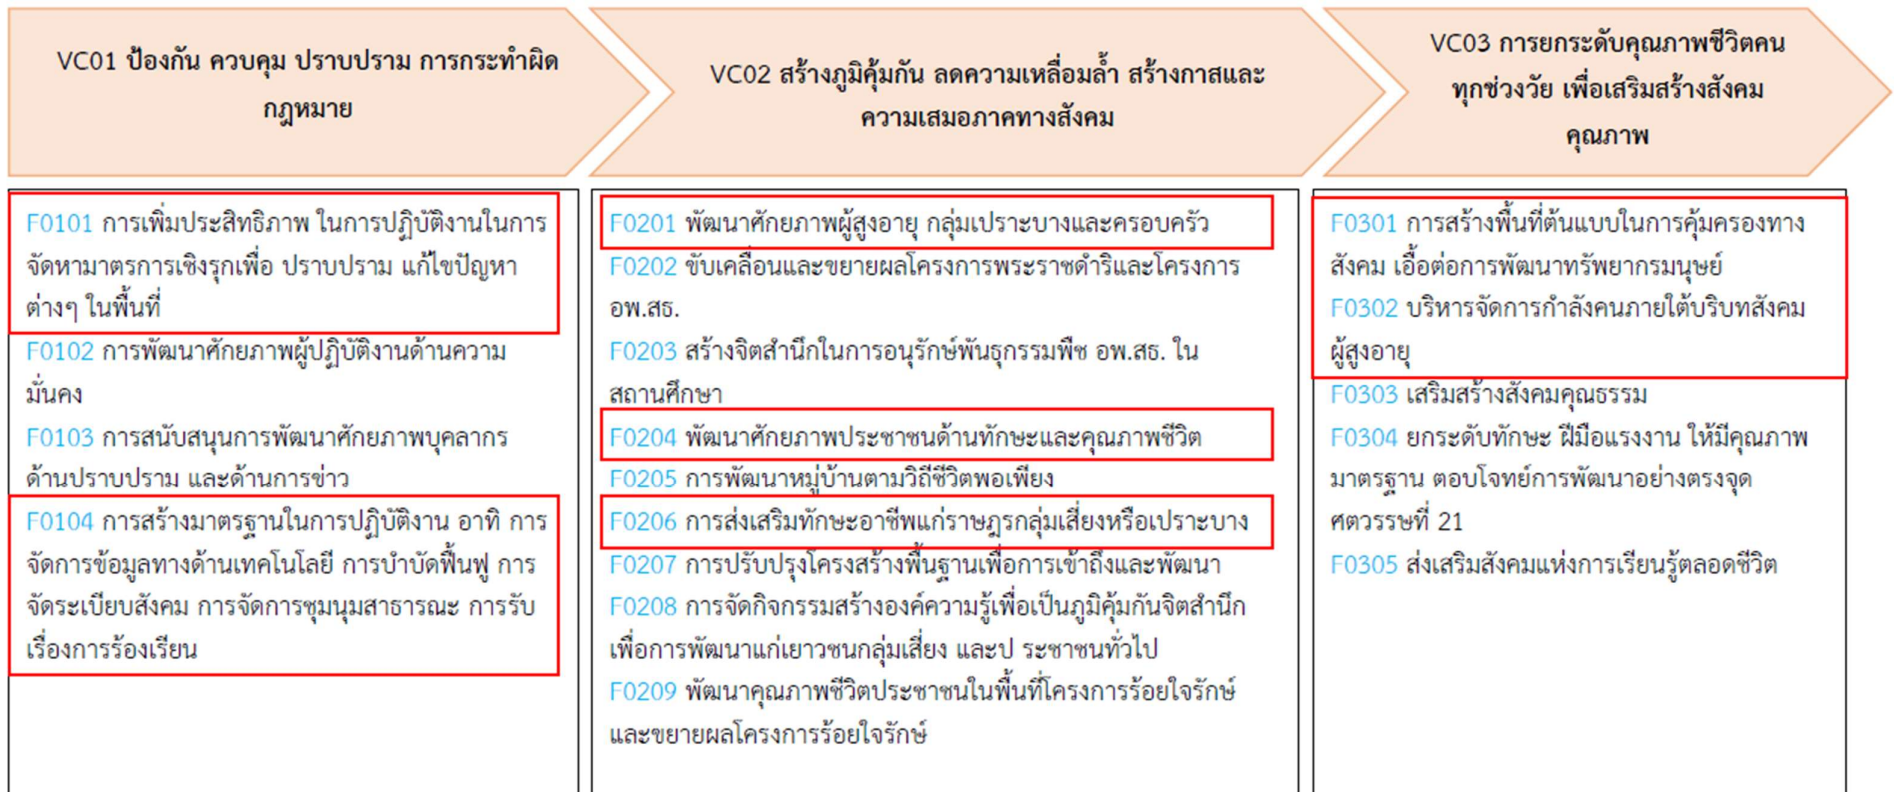 VC01 ป้องกัน ควบคุม ปราบปราม การกระทำผิด
กฎหมาย
VC02 สร้างภูมิคุ้มกัน ลดความเหลื่อมล้ำ สร้างกาสและ
ความเสมอภาคทางสังคม
VC03 การยกระดับคุณภาพชีวิตคน
ทุกช่วงวัย เพื่อเสริมสร้างสังคม
คุณภาพ
F0101 การเพิ่มประสิทธิภาพ ในการปฏิบัติงานในการ
จัดหามาตรการเชิงรุกเพื่อ ปราบปราม แก้ไขปัญหา
ต่างๆ ในพื้นที่
F0102 การพัฒนาศักยภาพผู้ปฏิบัติงานด้านความ
มั่นคง
F0103 การสนับสนุนการพัฒนาศักยภาพบุคลากร
ด้านปราบปราม และด้านการข่าว
F0104 การสร้างมาตรฐานในการปฏิบัติงาน อาทิ การ
จัดการข้อมูลทางด้านเทคโนโลยี การบำบัดฟื้นฟู การ
จัดระเบียบสังคม การจัดการชุมนุมสาธารณะ การรับ
เรื่องการร้องเรียน
F0201 พัฒนาศักยภาพผู้สูงอายุ กลุ่มเปราะบางและครอบครัว
F0202 ขับเคลื่อนและขยายผลโครงการพระราชดำริและโครงการ
อพ.สธ.
F0203 สร้างจิตสำนึกในการอนุรักษ์พันธุกรรมพืช อพ.สธ. ใน
สถานศึกษา
F0204 พัฒนาศักยภาพประชาชนด้านทักษะและคุณภาพชีวิต
F0205 การพัฒนาหมู่บ้านตามวิถีชีวิตพอเพียง
F0206 การส่งเสริมทักษะอาชีพแก่ราษฎรกลุ่มเสี่ยงหรือเปราะบาง
F0207 การปรับปรุงโครงสร้างพื้นฐานเพื่อการเข้าถึงและพัฒนา
F0208 การจัดกิจกรรมสร้างองค์ความรู้เพื่อเป็นภูมิคุ้มกันจิตสำนึก
เพื่อการพัฒนาแก่เยาวชนกลุ่มเสี่ยง และป ระชาชนทั่วไป
F0209 พัฒนาคุณภาพชีวิตประชาชนในพื้นที่โครงการร้อยใจรักษ์
และขยายผลโครงการร้อยใจรักษ์
F0301 การสร้างพื้นที่ต้นแบบในการคุ้มครองทาง
สังคม เอื้อต่อการพัฒนาทรัพยากรมนุษย์
F0302 บริหารจัดการกำลังคนภายใต้บริบทสังคม
ผู้สูงอายุ
F0303 เสริมสร้างสังคมคุณธรรม
F0304 ยกระดับทักษะ ฝีมือแรงงาน ให้มีคุณภาพ
มาตรฐาน ตอบโจทย์การพัฒนาอย่างตรงจุด
ศตวรรษที่ 21
F0305 ส่งเสริมสังคมแห่งการเรียนรู้ตลอดชีวิต